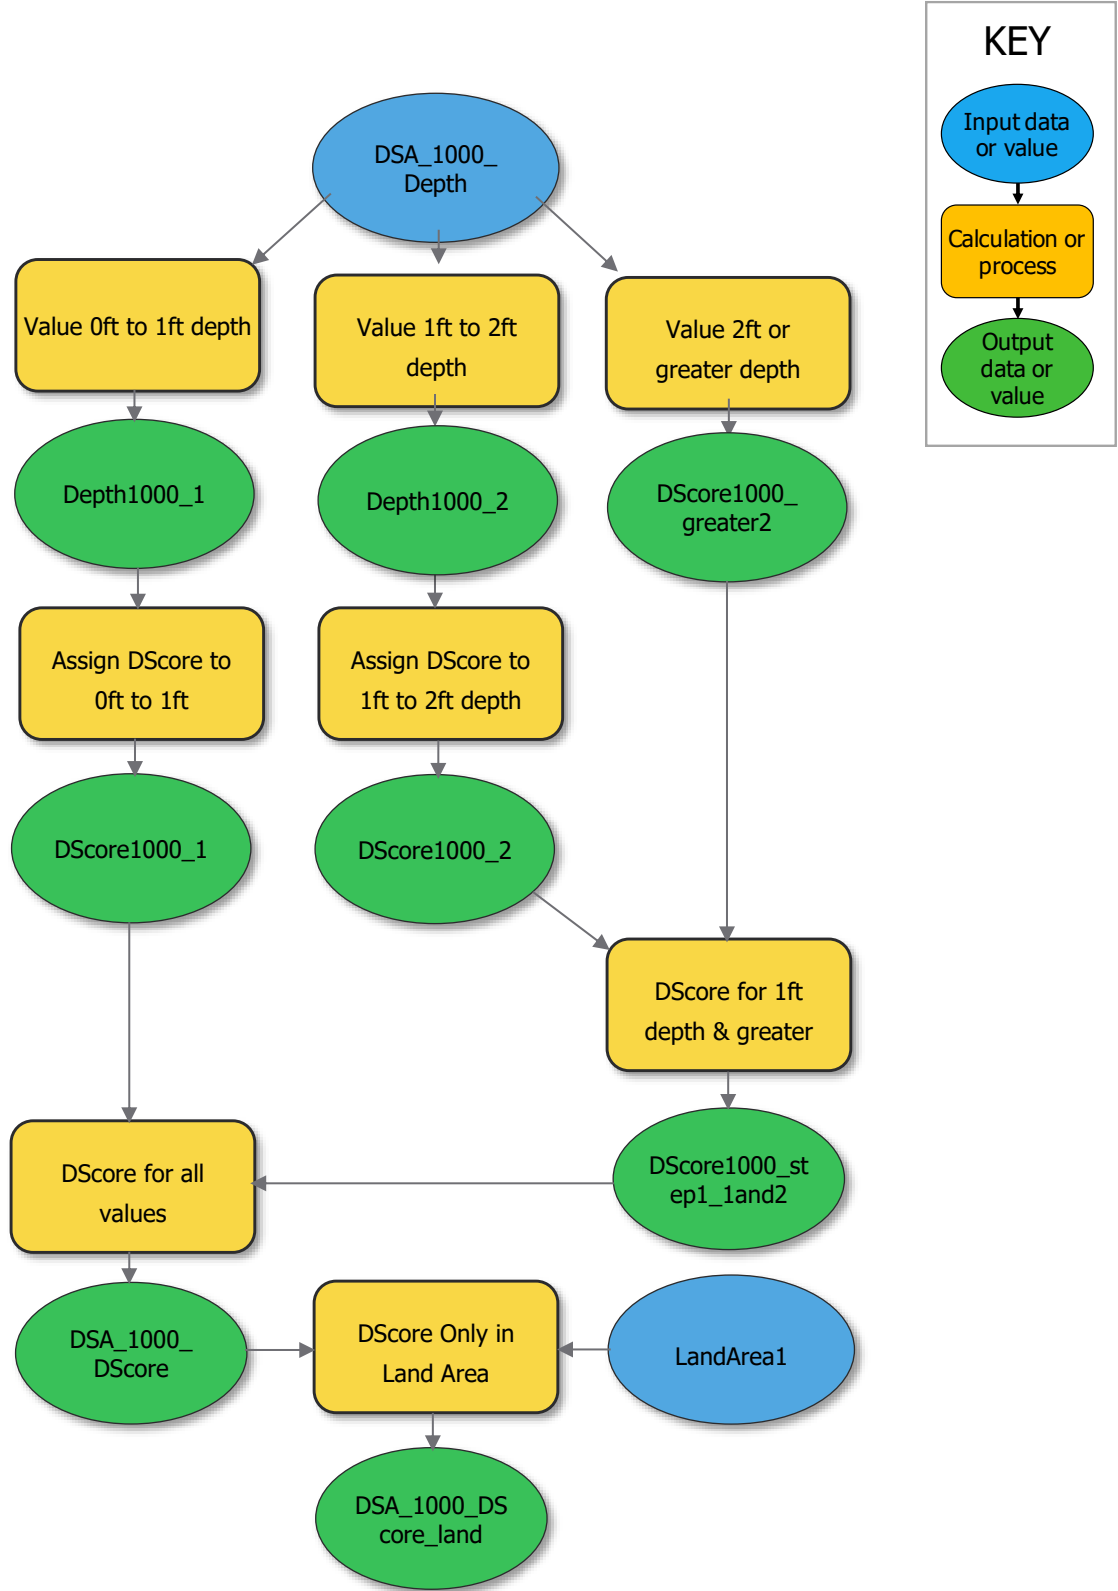 KEY
Input data
or value
Calculation or
process
Output
data or
value
DSA_1000_
Depth
Value 0ft to 1ft depth
Value 1ft to 2ft
depth
Value 2ft or
greater depth
Depth1000_1
Depth1000_2
DScore1000_
greater2
Assign DScore to
0ft to 1ft
Assign DScore to
1ft to 2ft depth
DScore1000_1
DScore1000_2
DScore for 1ft
depth & greater
DScore for all
values
DScore1000_st
ep1_1and2
DSA_1000_
DScore
DScore Only in
Land Area
LandArea1
DSA_1000_DS
core_land